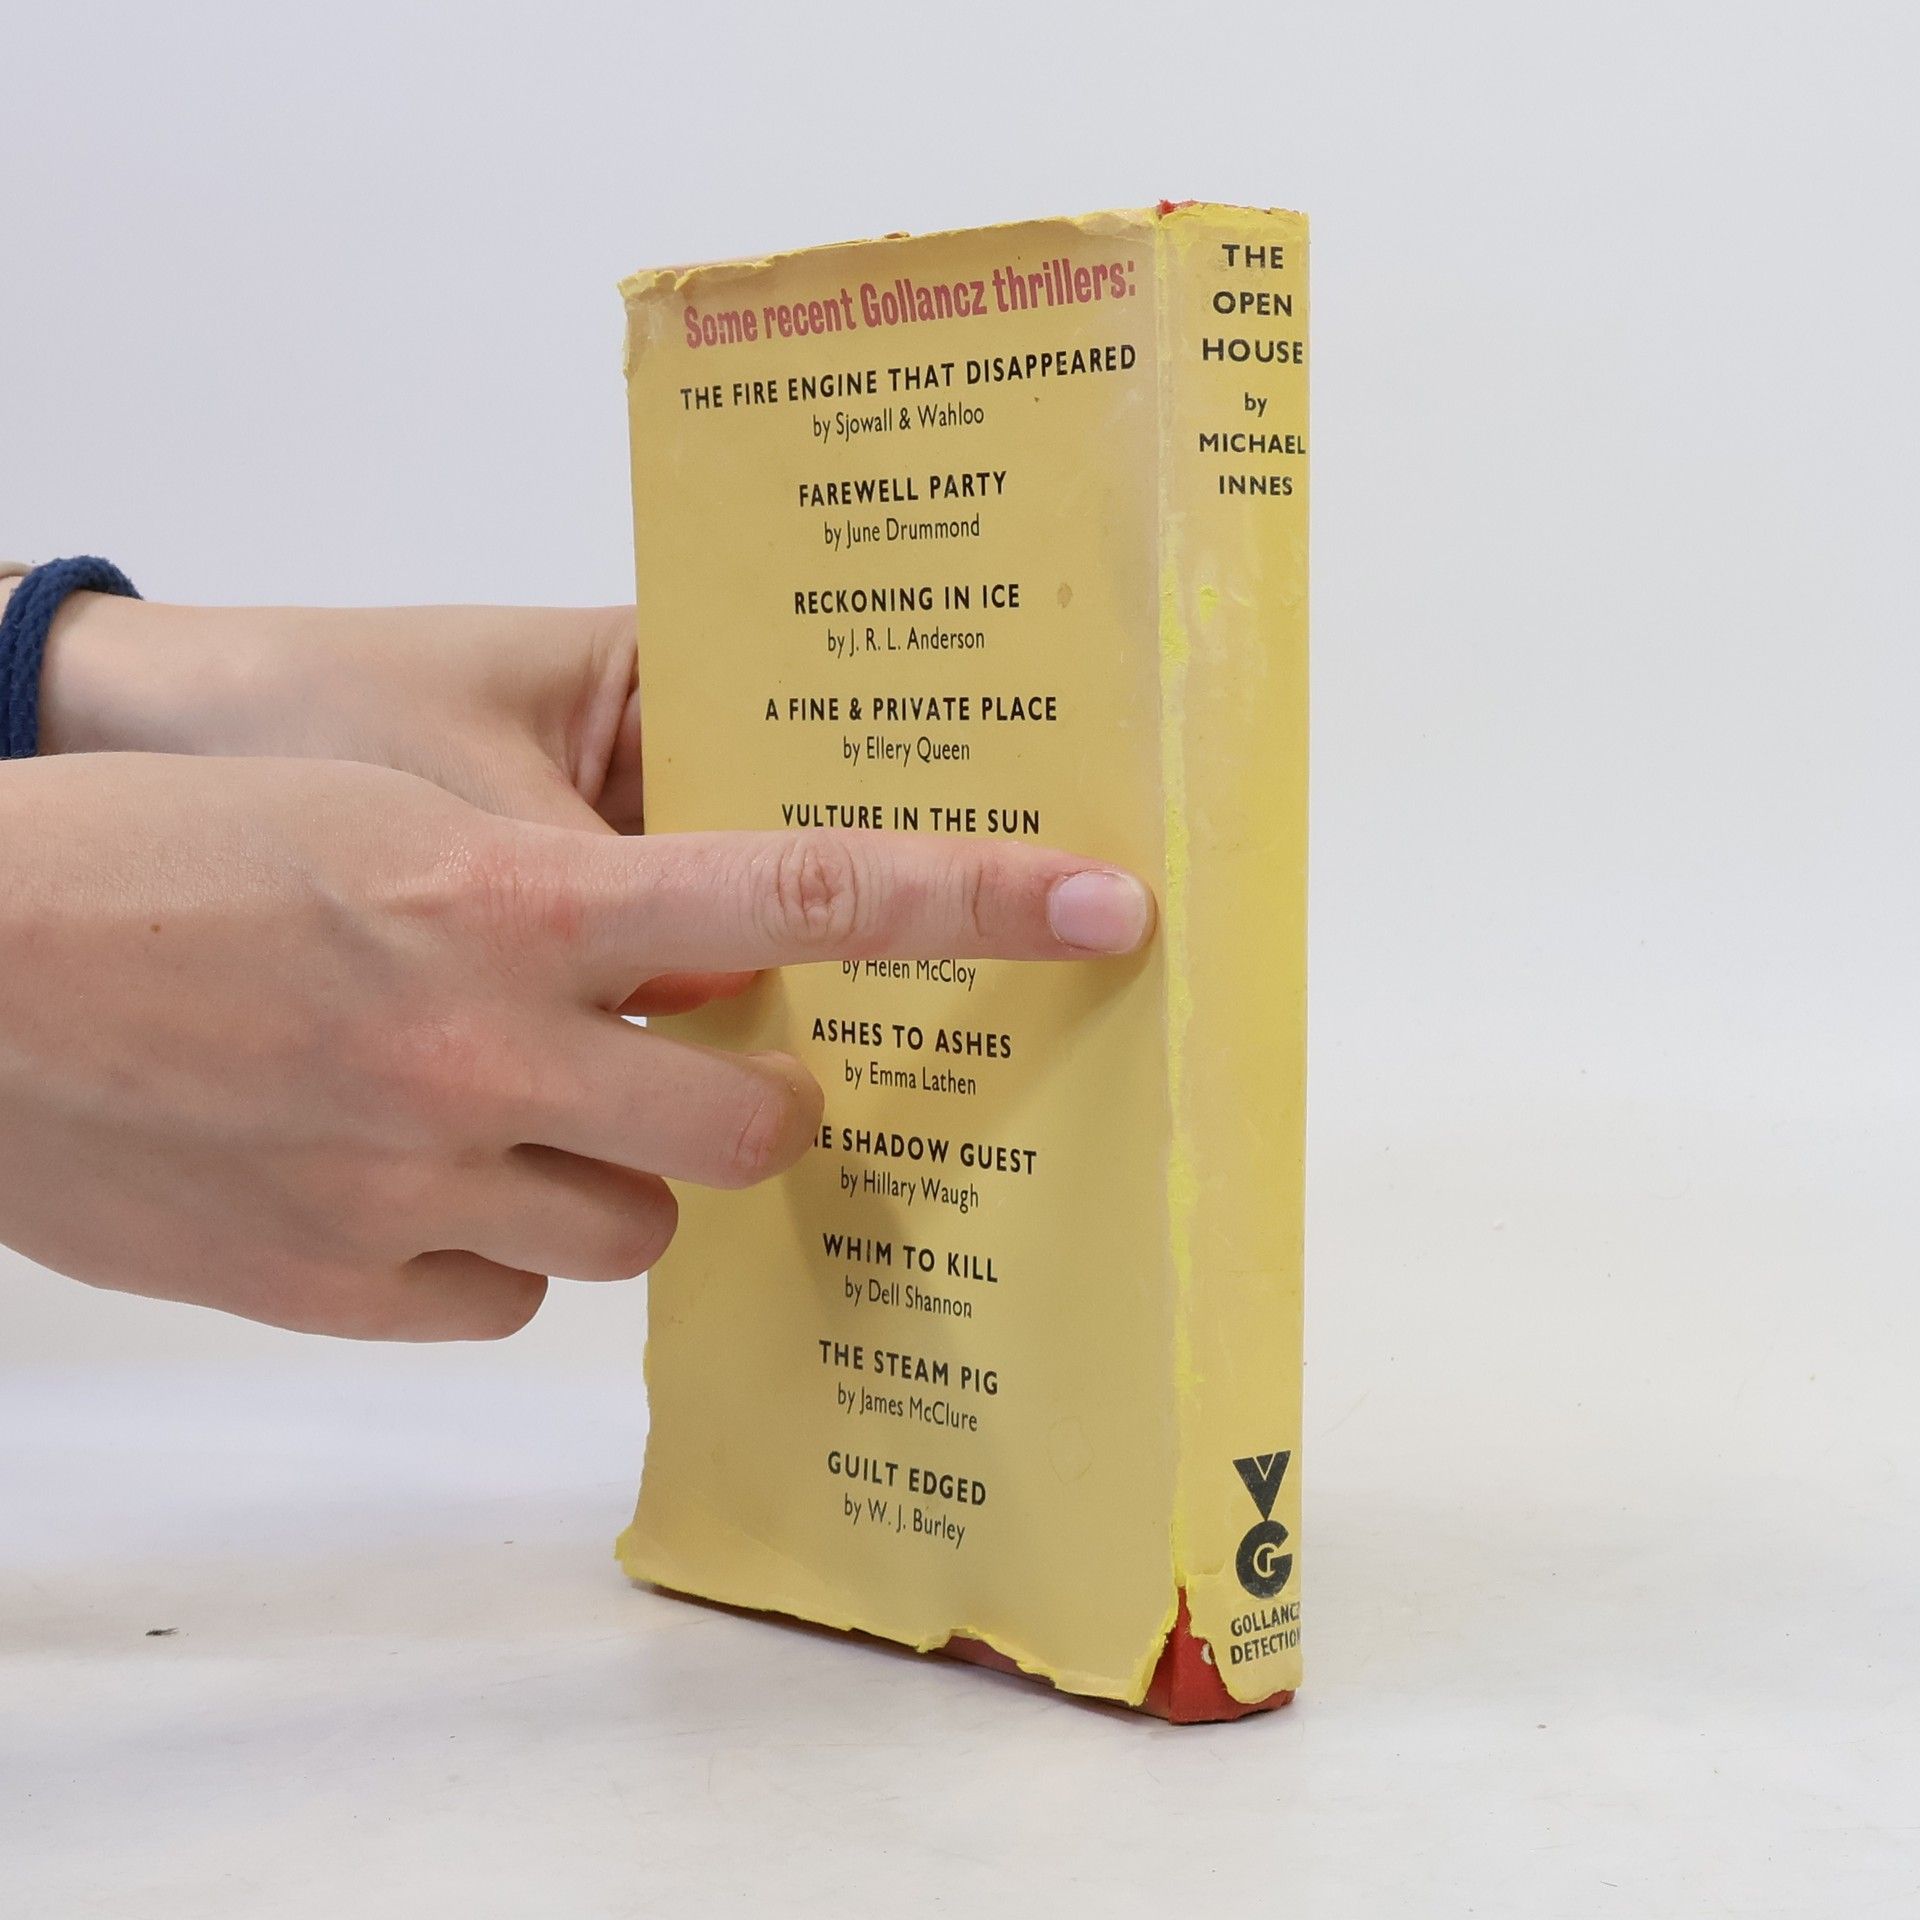 Some recent Gollancz thrillers:
THE FIRE ENGINE THAT DISAPPEARED
by Sjowall & Wahloo
FAREWELL PARTY
by June Drummond
RECKONING IN ICE
by J. R. L. Anderson
A FINE & PRIVATE PLACE
by Ellery Queen
VULTURE IN THE SUN
by Helen McCloy
ASHES TO ASHES
by Emma Lathen
SHADOW GUEST
by Hillary Waugh
WHIM TO KILL
by Dell Shannon
THE STEAM PIG
by James McClure
GUILT EDGED
by W. J. Burley
THE
OPEN
HOUSE
by
MICHAEL
INNES
VG
GOLLANCZ
DETECTION